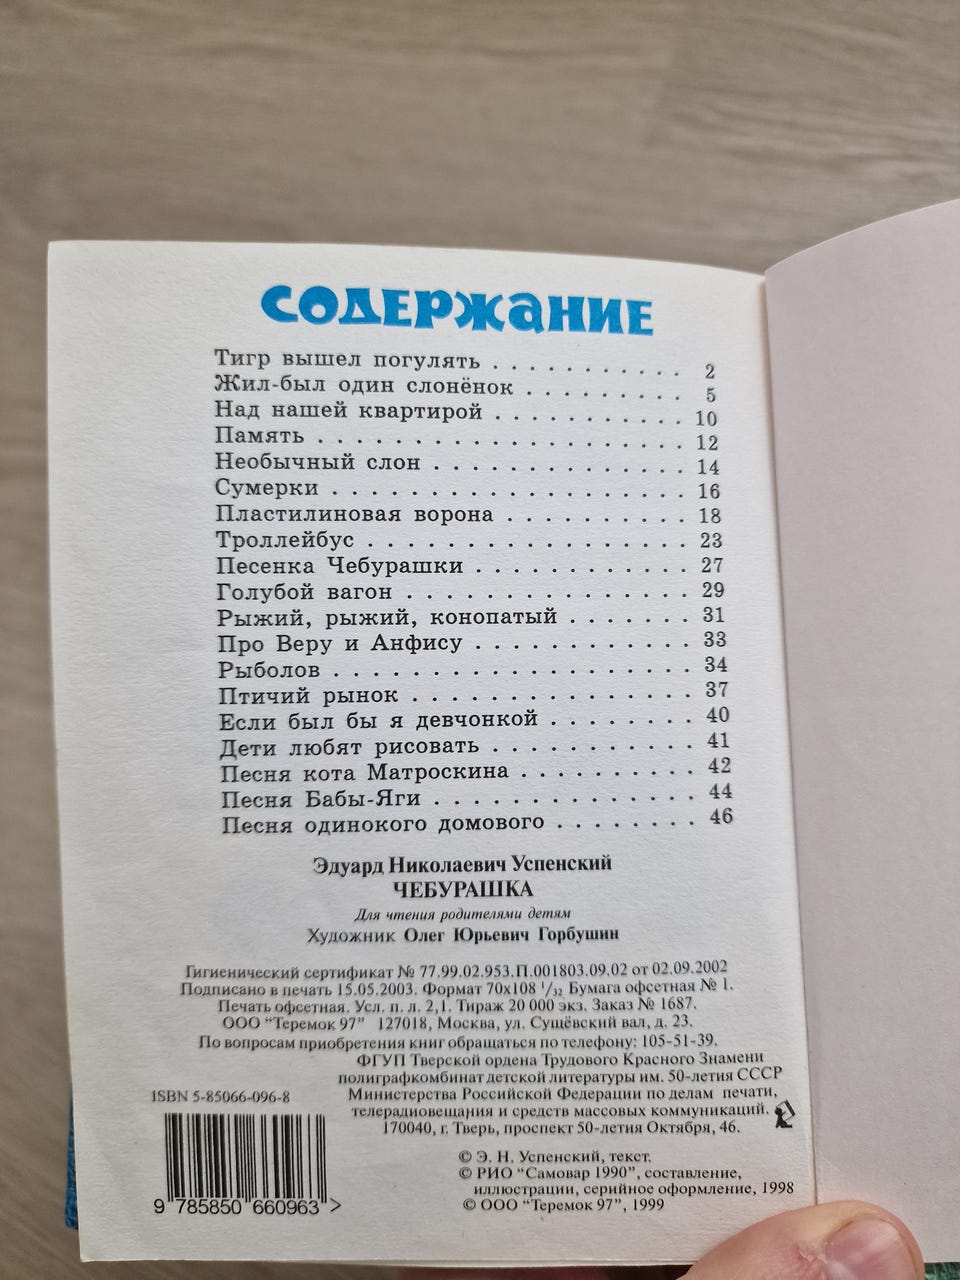 СОДЕРЖАНИЕ
Тигр вышел погулять . . . . . . . . . . . 2
Жил-был один слонёнок . . . . . . . . . 5
Над нашей квартирой . . . . . . . . . . 10
Память . . . . . . . . . . . . . . . . . . . 12
Необычный слон . . . . . . . . . . . . . 14
Сумерки . . . . . . . . . . . . . . . . . . 16
Пластилиновая ворона . . . . . . . . . 18
Троллейбус . . . . . . . . . . . . . . . . 23
Песенка Чебурашки . . . . . . . . . . . 27
Голубой вагон . . . . . . . . . . . . . . 29
Рыжий, рыжий, конопатый . . . . . . . 31
Про Веру и Анфису . . . . . . . . . . . 33
Рыболов . . . . . . . . . . . . . . . . . . 34
Птичий рынок . . . . . . . . . . . . . . 37
Если был бы я девчонкой . . . . . . . . 40
Дети любят рисовать . . . . . . . . . . 41
Песня кота Матроскина . . . . . . . . . 42
Песня Бабы-Яги . . . . . . . . . . . . . 44
Песня одинокого домового . . . . . . . . 46
Эдуард Николаевич Успенский
ЧЕБУРАШКА
Для чтения родителями детям
Художник Олег Юрьевич Горбушин
Гигиенический сертификат № 77.99.02.953.П.001803.09.02 от 02.09.2002
Подписано в печать 15.05.2003. Формат 70x108 1/32 Бумага офсетная № 1.
Печать офсетная. Усл. п. л. 2,1. Тираж 20 000 экз. Заказ № 1687.
ООО "Теремок 97" 127018, Москва, ул. Сущёвский вал, д. 23.
По вопросам приобретения книг обращаться по телефону: 105-51-39.
ФГУП Тверской ордена Трудового Красного Знамени
полиграфкомбинат детской литературы им. 50-летия СССР
Министерства Российской Федерации по делам печати,
телерадиовещания и средств массовых коммуникаций.
170040, г. Тверь, проспект 50-летия Октября, 46.
ISBN 5-85066-096-8
9 785850 660963 >
© Э. Н. Успенский, текст.
© РИО "Самовар 1990", составление,
иллюстрации, серийное оформление, 1998
© ООО "Теремок 97", 1999